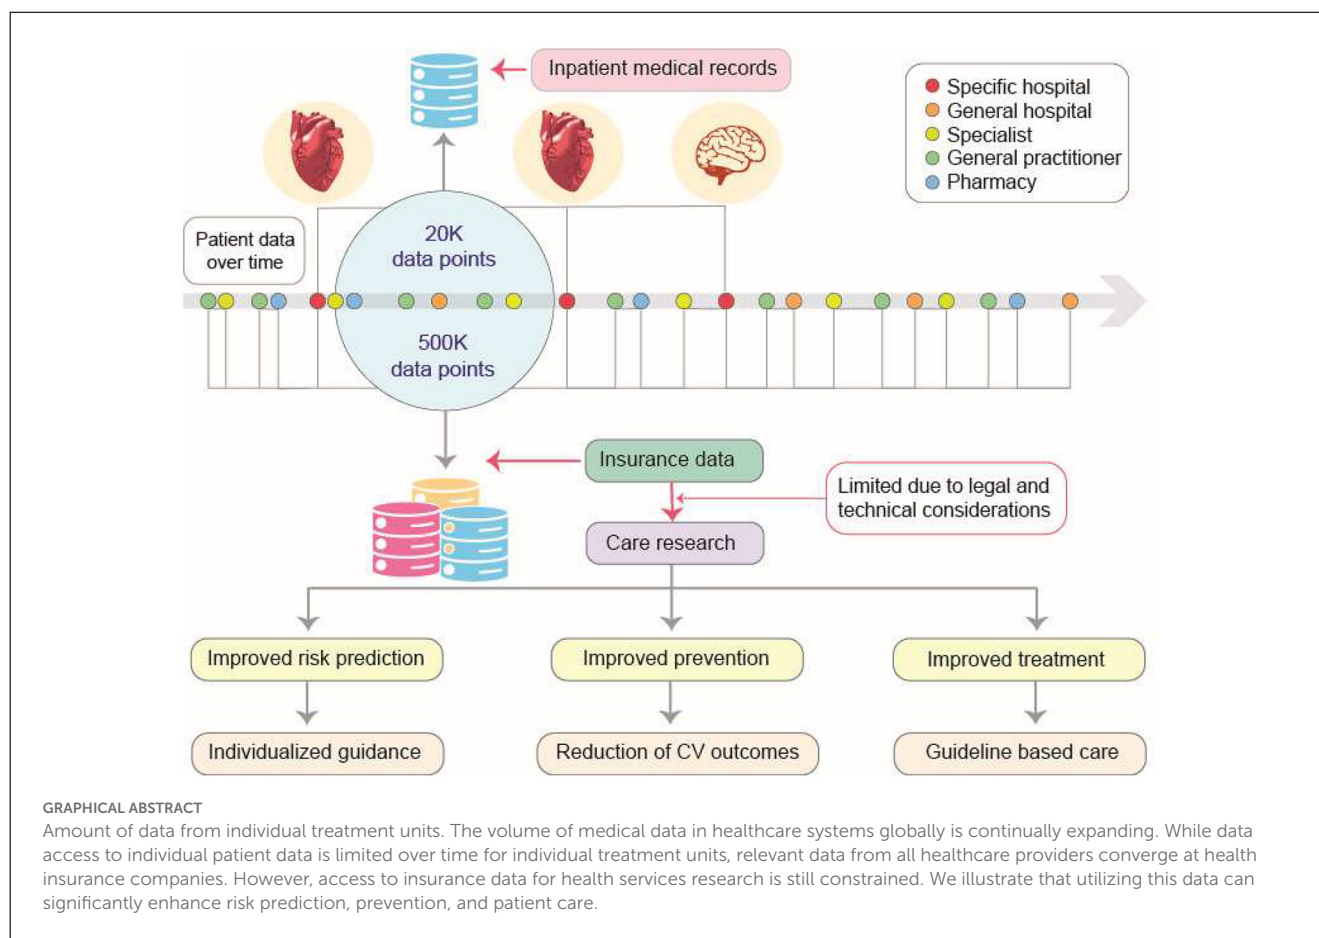 Inpatient medical records
Specific hospital
General hospital
Specialist
General practitioner
Pharmacy
Patient data
over time
20K
data points
500K
data points
Insurance data
Limited due to legal and
technical considerations
Care research
Improved risk prediction
Improved prevention
Improved treatment
Individualized guidance
Reduction of CV outcomes
Guideline based care
GRAPHICAL ABSTRACT
Amount of data from individual treatment units. The volume of medical data in healthcare systems globally is continually expanding. While data
access to individual patient data is limited over time for individual treatment units, relevant data from all healthcare providers converge at health
insurance companies. However, access to insurance data for health services research is still constrained. We illustrate that utilizing this data can
significantly enhance risk prediction, prevention, and patient care.